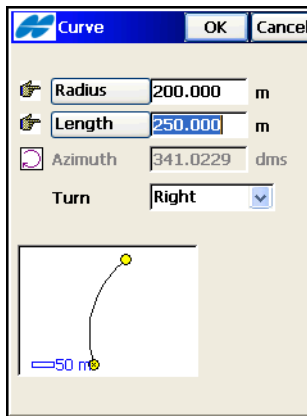 Curve OK Cancel
Radius 200.000 m
Length 250.000 m
Azimuth 341.0229 dms
Turn Right
50 m